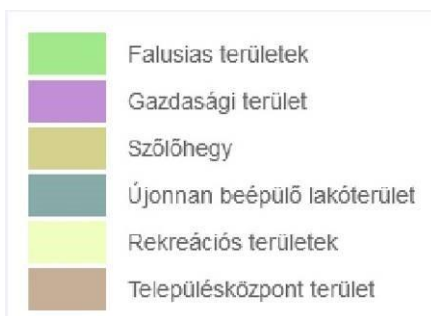 Falusias területek
Gazdasági terület
Szőlőhegy
Újonnan beépülő lakóterület
Rekreációs területek
Településközpont terület